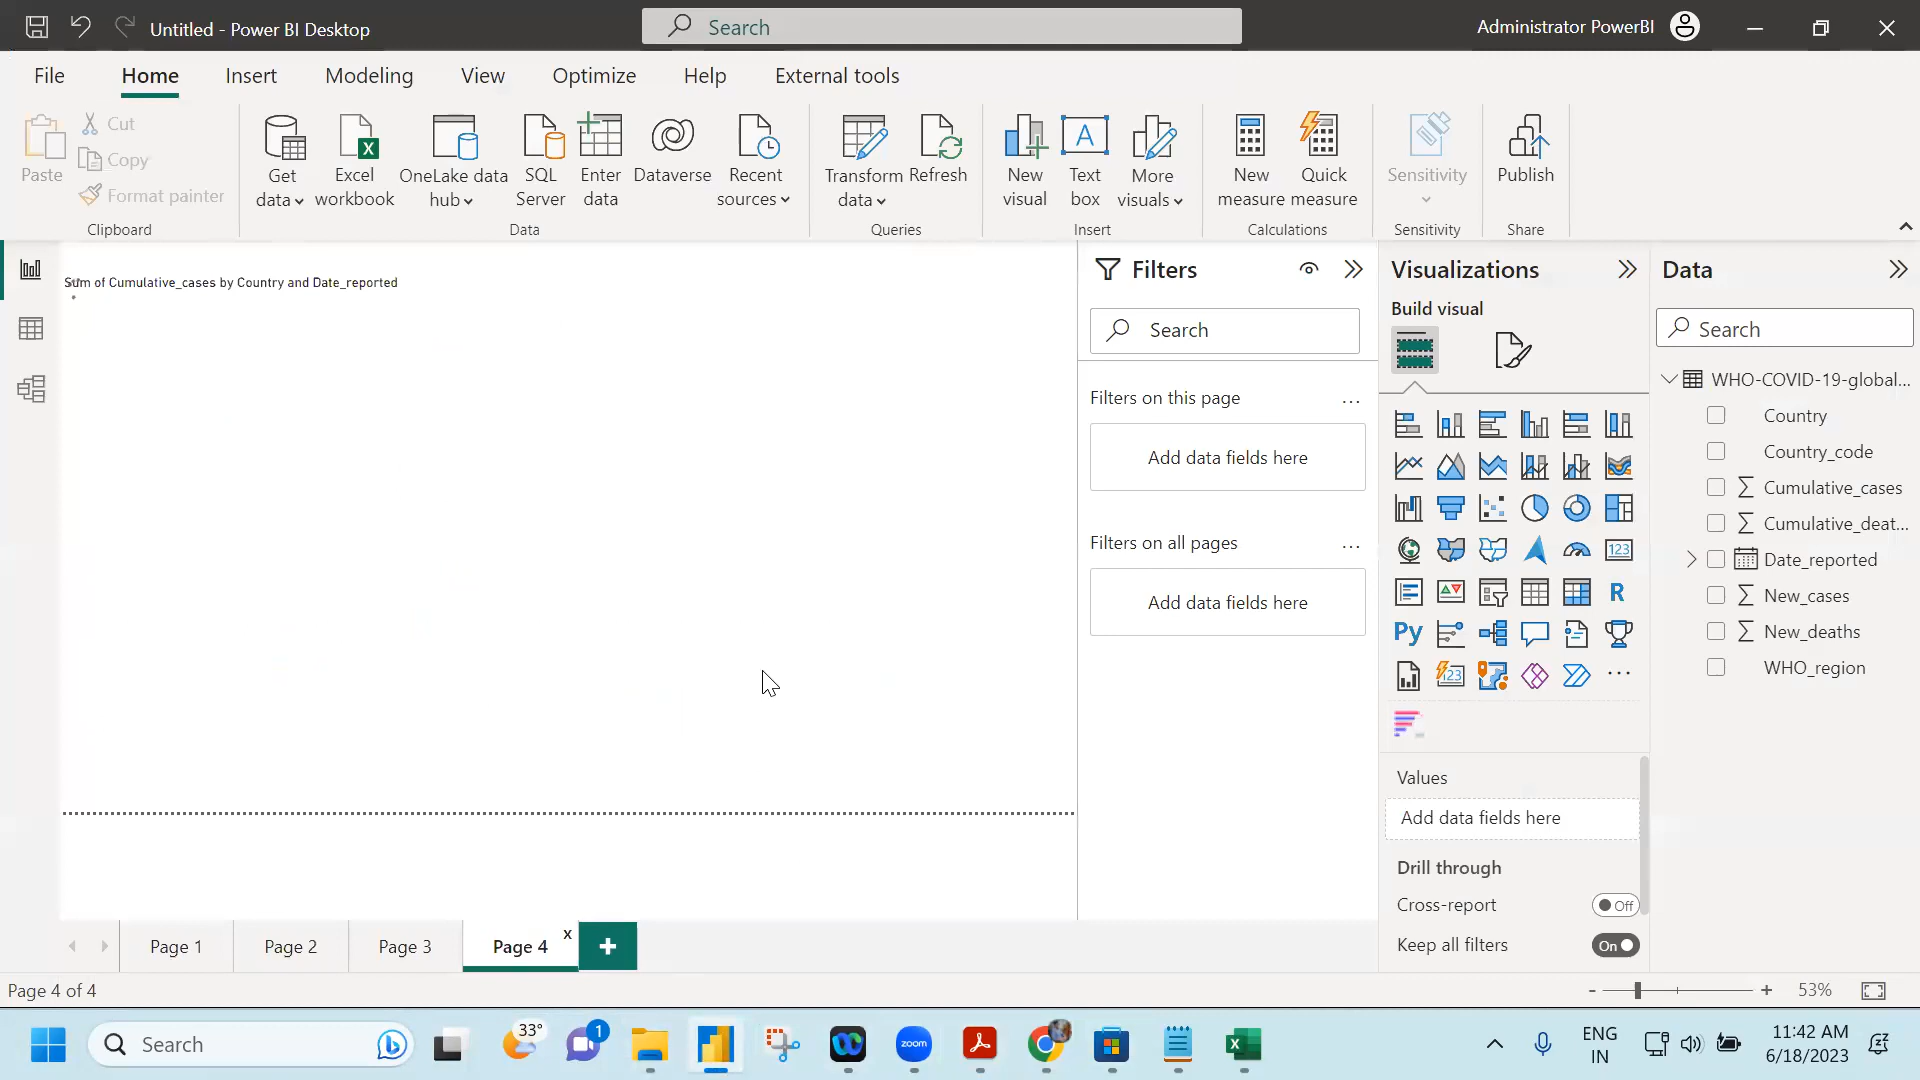 Untitled - Power BI Desktop
Search
Administrator PowerBI
File
Home
Insert
Modeling
View
Optimize
Help
External tools
Paste
Cut
Copy
Format painter
Clipboard
Get data
Excel workbook
OneLake data hub
SQL Server
Enter data
Dataverse
Recent sources
Data
Transform data
Refresh
Queries
New visual
Text box
More visuals
Insert
New measure
Quick measure
Calculations
Sensitivity
Sensitivity
Publish
Share
Sum of Cumulative_cases by Country and Date_reported
Filters
Search
Filters on this page
...
Add data fields here
Filters on all pages
...
Add data fields here
Visualizations
Build visual
123
R
Py
123
...
Values
Add data fields here
Drill through
Cross-report
Off
Keep all filters
On
Data
Search
WHO-COVID-19-global...
Country
Country_code
Cumulative_cases
Cumulative_deat...
Date_reported
New_cases
New_deaths
WHO_region
Page 1
Page 2
Page 3
Page 4
x
+
Page 4 of 4
- + 53%
Search
33°
1
zoom
ENG
IN
11:42 AM
6/18/2023